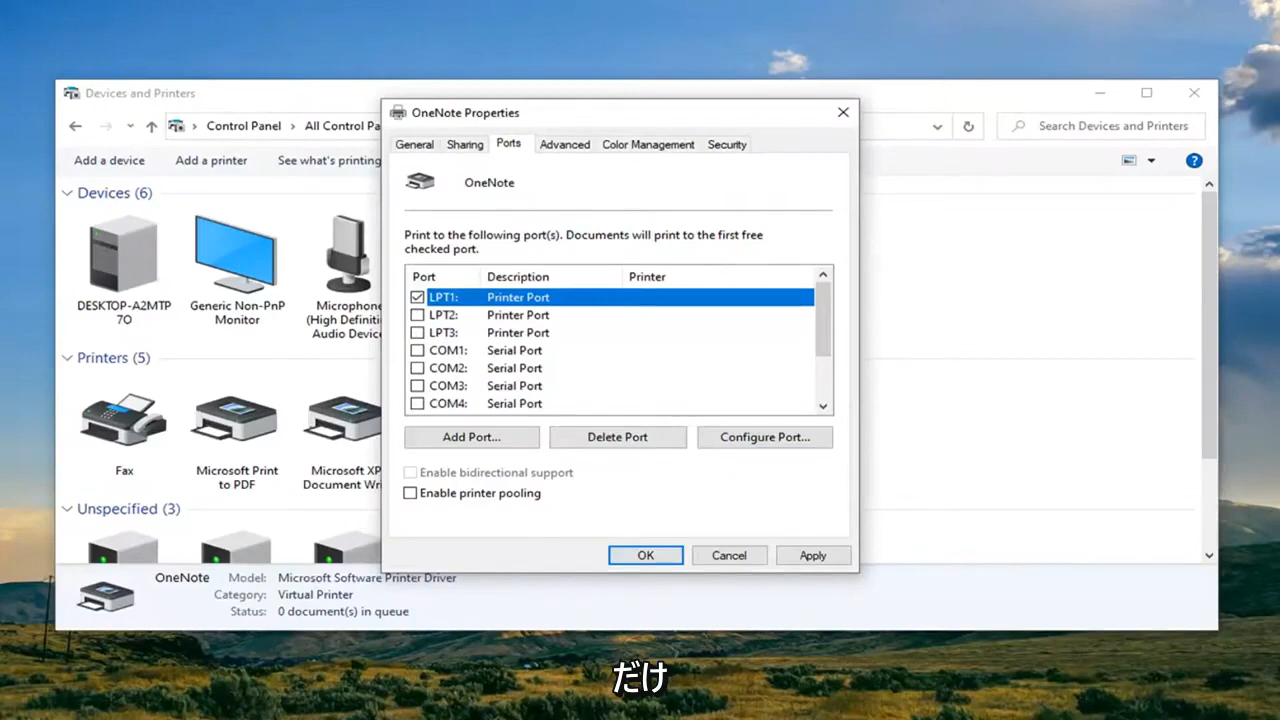 Devices and Printers
Control Panel
All Control Pa
Search Devices and Printers
Add a device
Add a printer
See what's printing
Devices (6)
DESKTOP-A2MTP
7O
Generic Non-PnP
Monitor
Microphone
(High Definiti
Audio Device
Printers (5)
Fax
Microsoft Print
to PDF
Microsoft XP
Document Wri
Unspecified (3)
OneNote
Model: Microsoft Software Printer Driver
Category: Virtual Printer
Status: 0 document(s) in queue
OneNote Properties
General
Sharing
Ports
Advanced
Color Management
Security
OneNote
Print to the following port(s). Documents will print to the first free
checked port.
Port Description Printer
LPT1: Printer Port
LPT2: Printer Port
LPT3: Printer Port
COM1: Serial Port
COM2: Serial Port
COM3: Serial Port
COM4: Serial Port
Add Port...
Delete Port
Configure Port...
Enable bidirectional support
Enable printer pooling
OK
Cancel
Apply
だけ